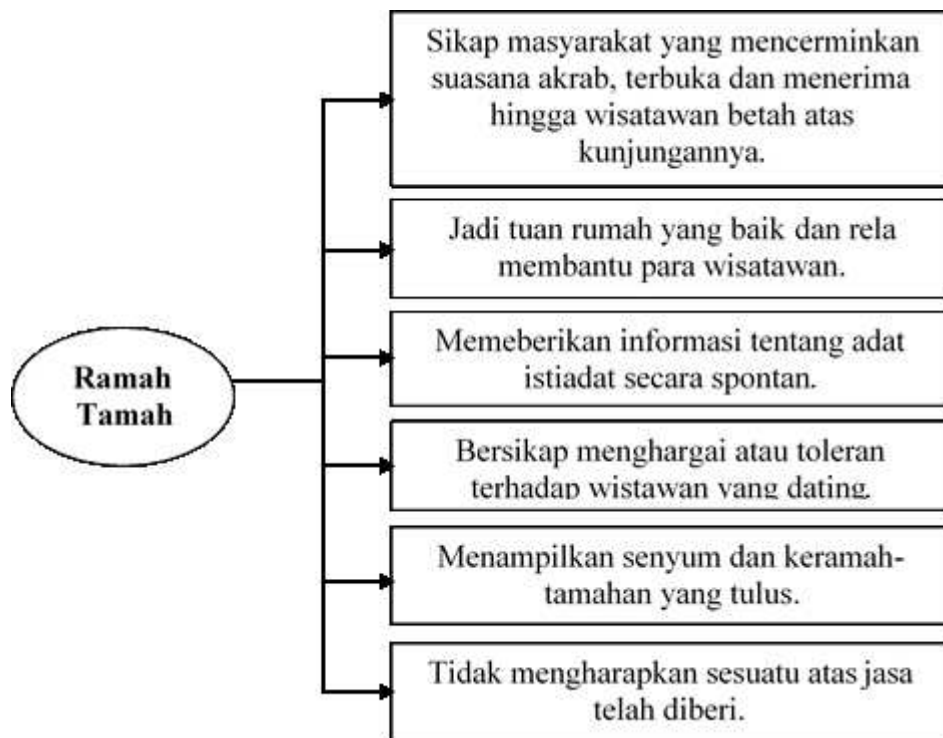 Sikap masyarakat yang mencerminkan
suasana akrab, terbuka dan menerima
hingga wisatawan betah atas
kunjungannya.
Jadi tuan rumah yang baik dan rela
membantu para wisatawan.
Ramah
Tamah
Memeberikan informasi tentang adat
istiadat secara spontan.
Bersikap menghargai atau toleran
terhadap wistawan yang dating.
Menampilkan senyum dan keramah-
tamahan yang tulus.
Tidak mengharapkan sesuatu atas jasa
telah diberi.